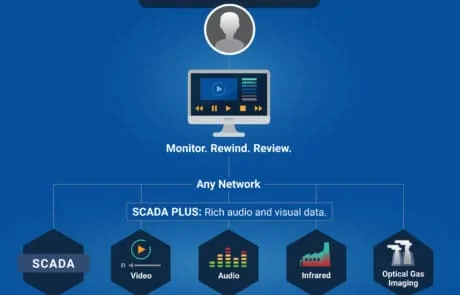 Monitor. Rewind. Review.
Any Network
SCADA PLUS: Rich audio and visual data.
SCADA
Video
Audio
Infrared
Optical Gas
Imaging